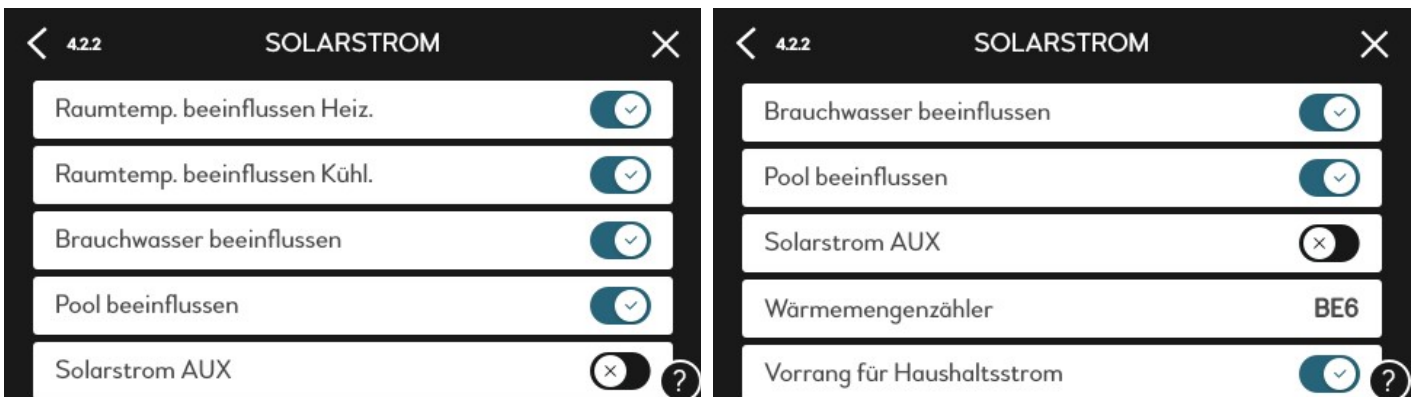 4.2.2 SOLARSTROM
Raumtemp. beeinflussen Heiz.
Raumtemp. beeinflussen Kühl.
Brauchwasser beeinflussen
Pool beeinflussen
Solarstrom AUX
?
4.2.2 SOLARSTROM
Brauchwasser beeinflussen
Pool beeinflussen
Solarstrom AUX
Wärmemengenzähler BE6
Vorrang für Haushaltsstrom
?